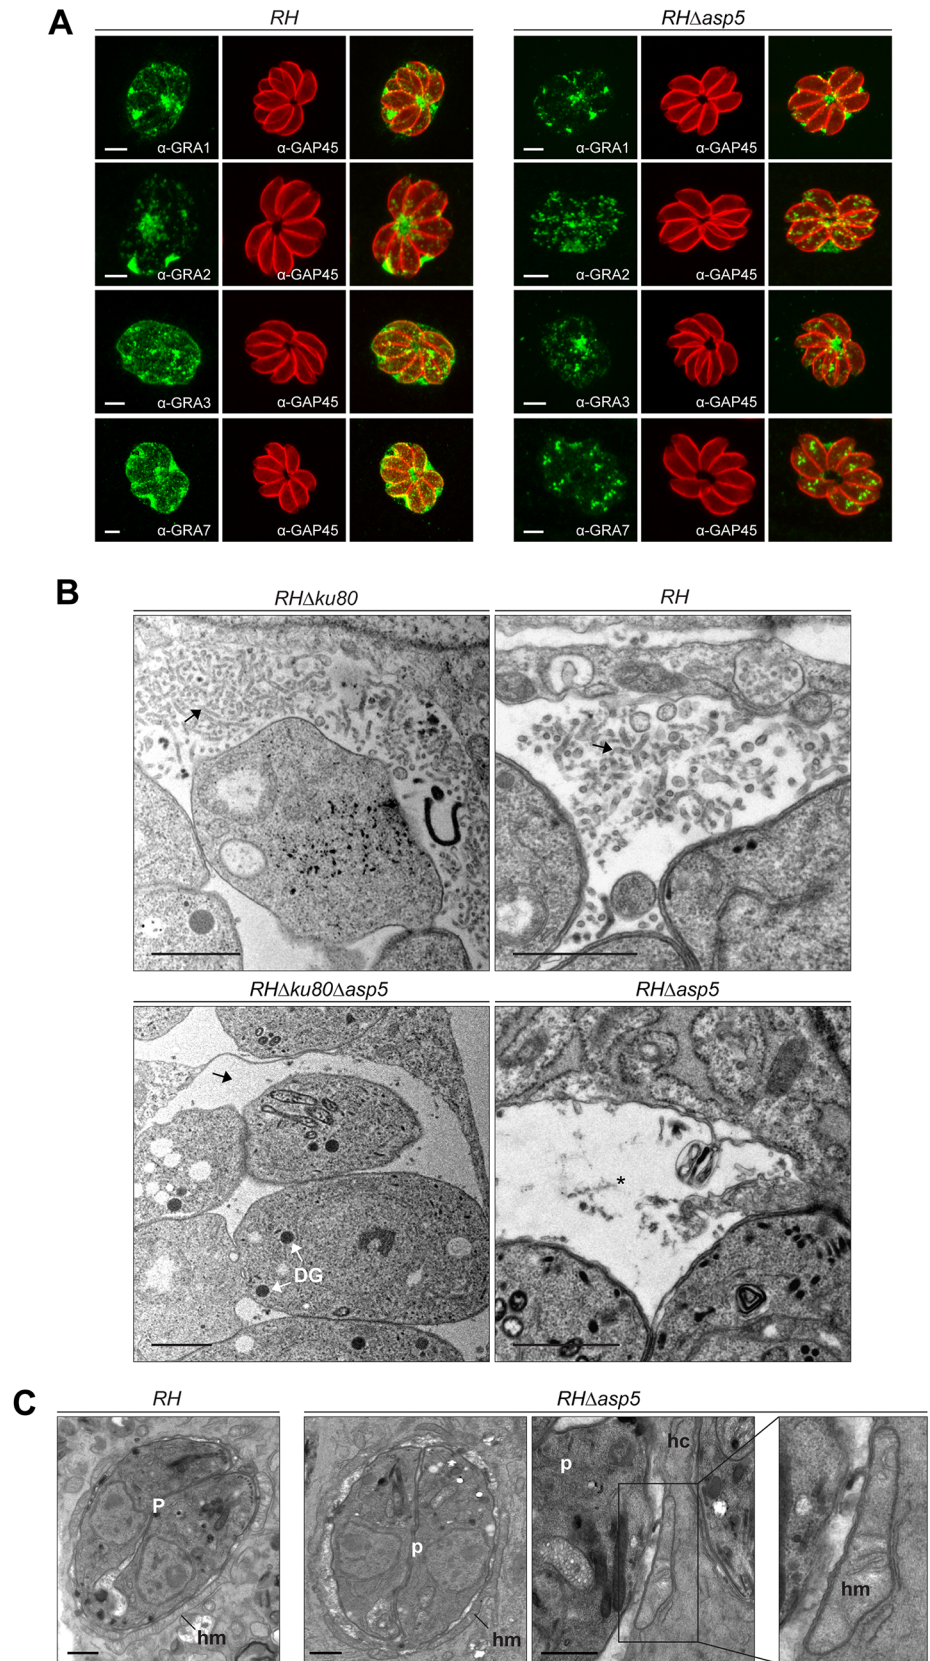 A
RH
RHΔasp5
α-GRA1
α-GAP45
α-GRA1
α-GAP45
α-GRA2
α-GAP45
α-GRA2
α-GAP45
α-GRA3
α-GAP45
α-GRA3
α-GAP45
α-GRA7
α-GAP45
α-GRA7
α-GAP45
B
RHΔku80
RH
RHΔku80Δasp5
RHΔasp5
*
DG
C
RH
RHΔasp5
P
hm
p
hm
p
hc
hm